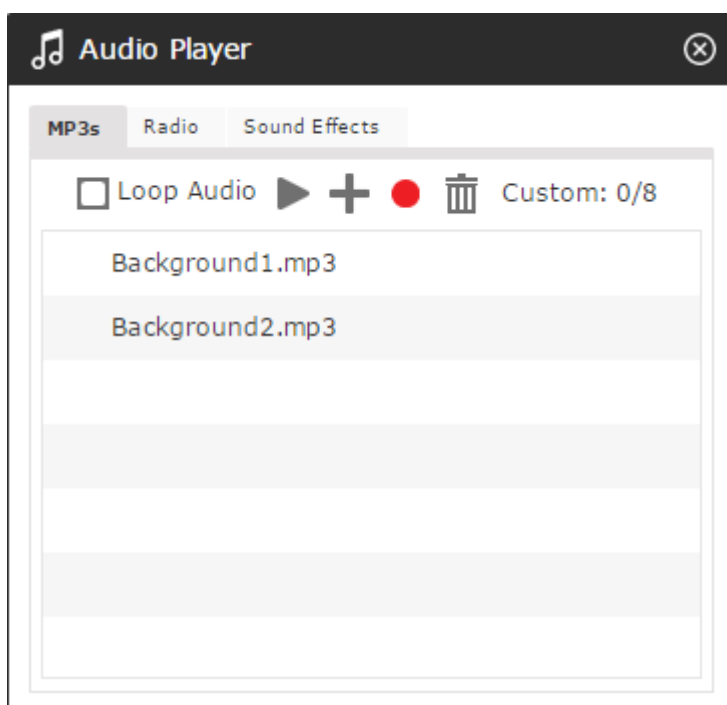 Audio Player
MP3s Radio Sound Effects
Loop Audio Custom: 0/8
Background1.mp3
Background2.mp3